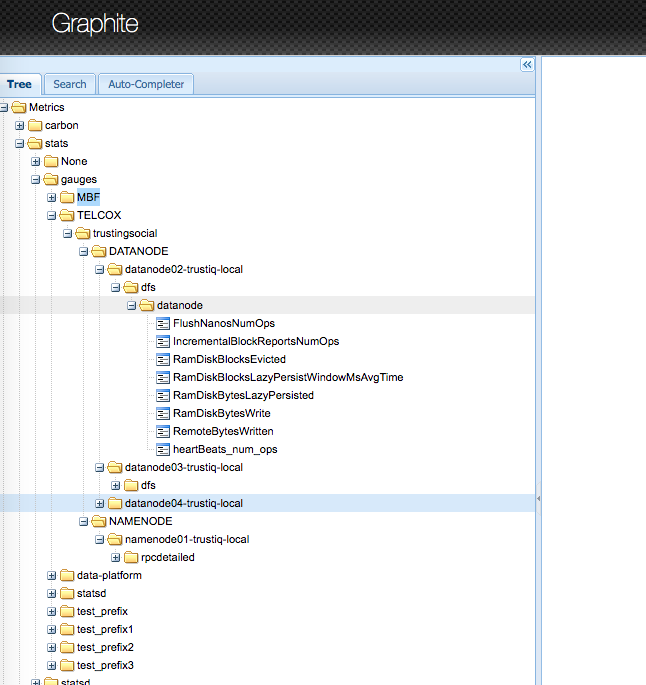 Graphite
Tree Search Auto-Completer
Metrics
carbon
stats
None
gauges
MBF
TELCOX
trustingsocial
DATANODE
datanode02-trustiq-local
dfs
datanode
FlushNanosNumOps
IncrementalBlockReportsNumOps
RamDiskBlocksEvicted
RamDiskBlocksLazyPersistWindowMsAvgTime
RamDiskBytesLazyPersisted
RamDiskBytesWrite
RemoteBytesWritten
heartBeats_num_ops
datanode03-trustiq-local
dfs
datanode04-trustiq-local
NAMENODE
namenode01-trustiq-local
rpcdetailed
data-platform
statsd
test_prefix
test_prefix1
test_prefix2
test_prefix3
statsd